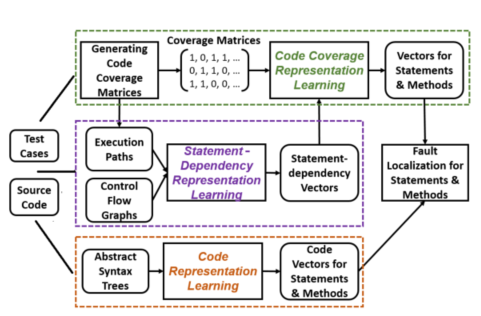 Generating
Code
Coverage
Matrices
Coverage Matrices
1, 0, 1, 1, ...
0, 1, 1, 0, ...
1, 1, 0, 0, ...
Code Coverage
Representation
Learning
Vectors for
Statements
& Methods
Test
Cases
Source
Code
Execution
Paths
Control
Flow
Graphs
Statement -
Dependency
Representation
Learning
Statement-
dependency
Vectors
Fault
Localization for
Statements &
Methods
Abstract
Syntax
Trees
Code
Representation
Learning
Code
Vectors for
Statements
& Methods